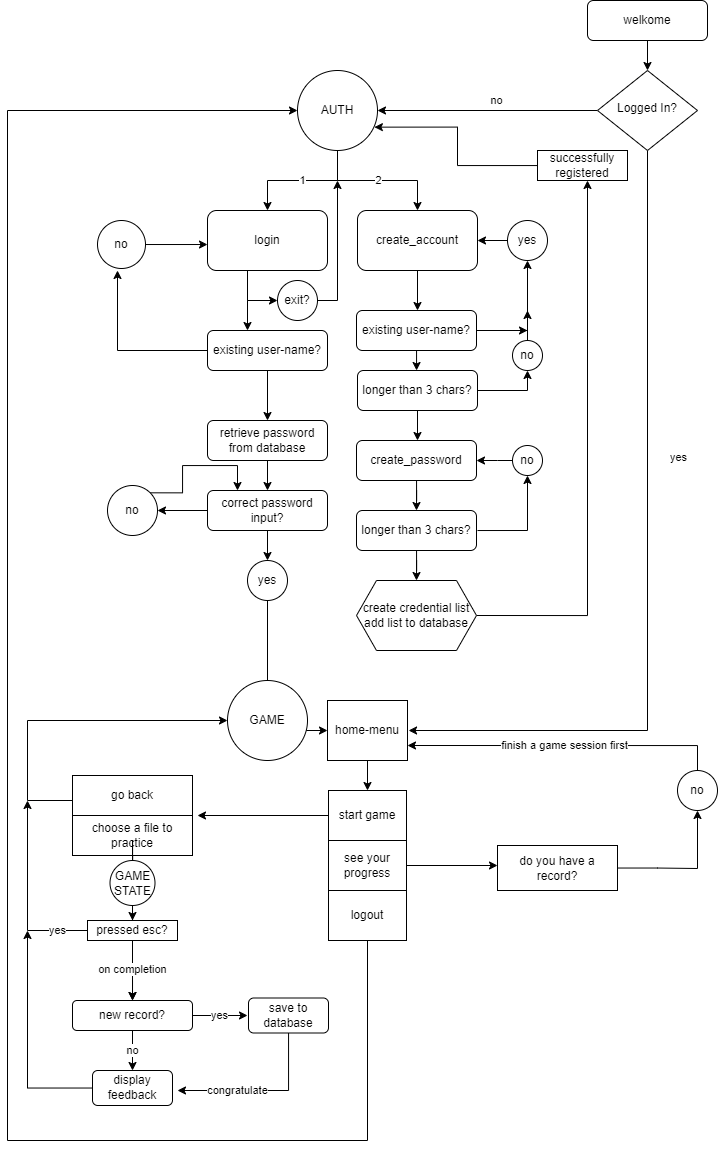 welkome
AUTH
no
Logged In?
successfully
registered
1
2
no
login
create_account
yes
exit?
existing user-name?
existing user-name?
no
longer than 3 chars?
retrieve password
from database
create_password
no
no
correct password
input?
longer than 3 chars?
yes
yes
create credential list
add list to database
GAME
home-menu
finish a game session first
no
go back
choose a file to
practice
start game
see your
progress
do you have a
record?
GAME
STATE
logout
yes
pressed esc?
on completion
new record?
yes
save to
database
no
display
feedback
congratulate